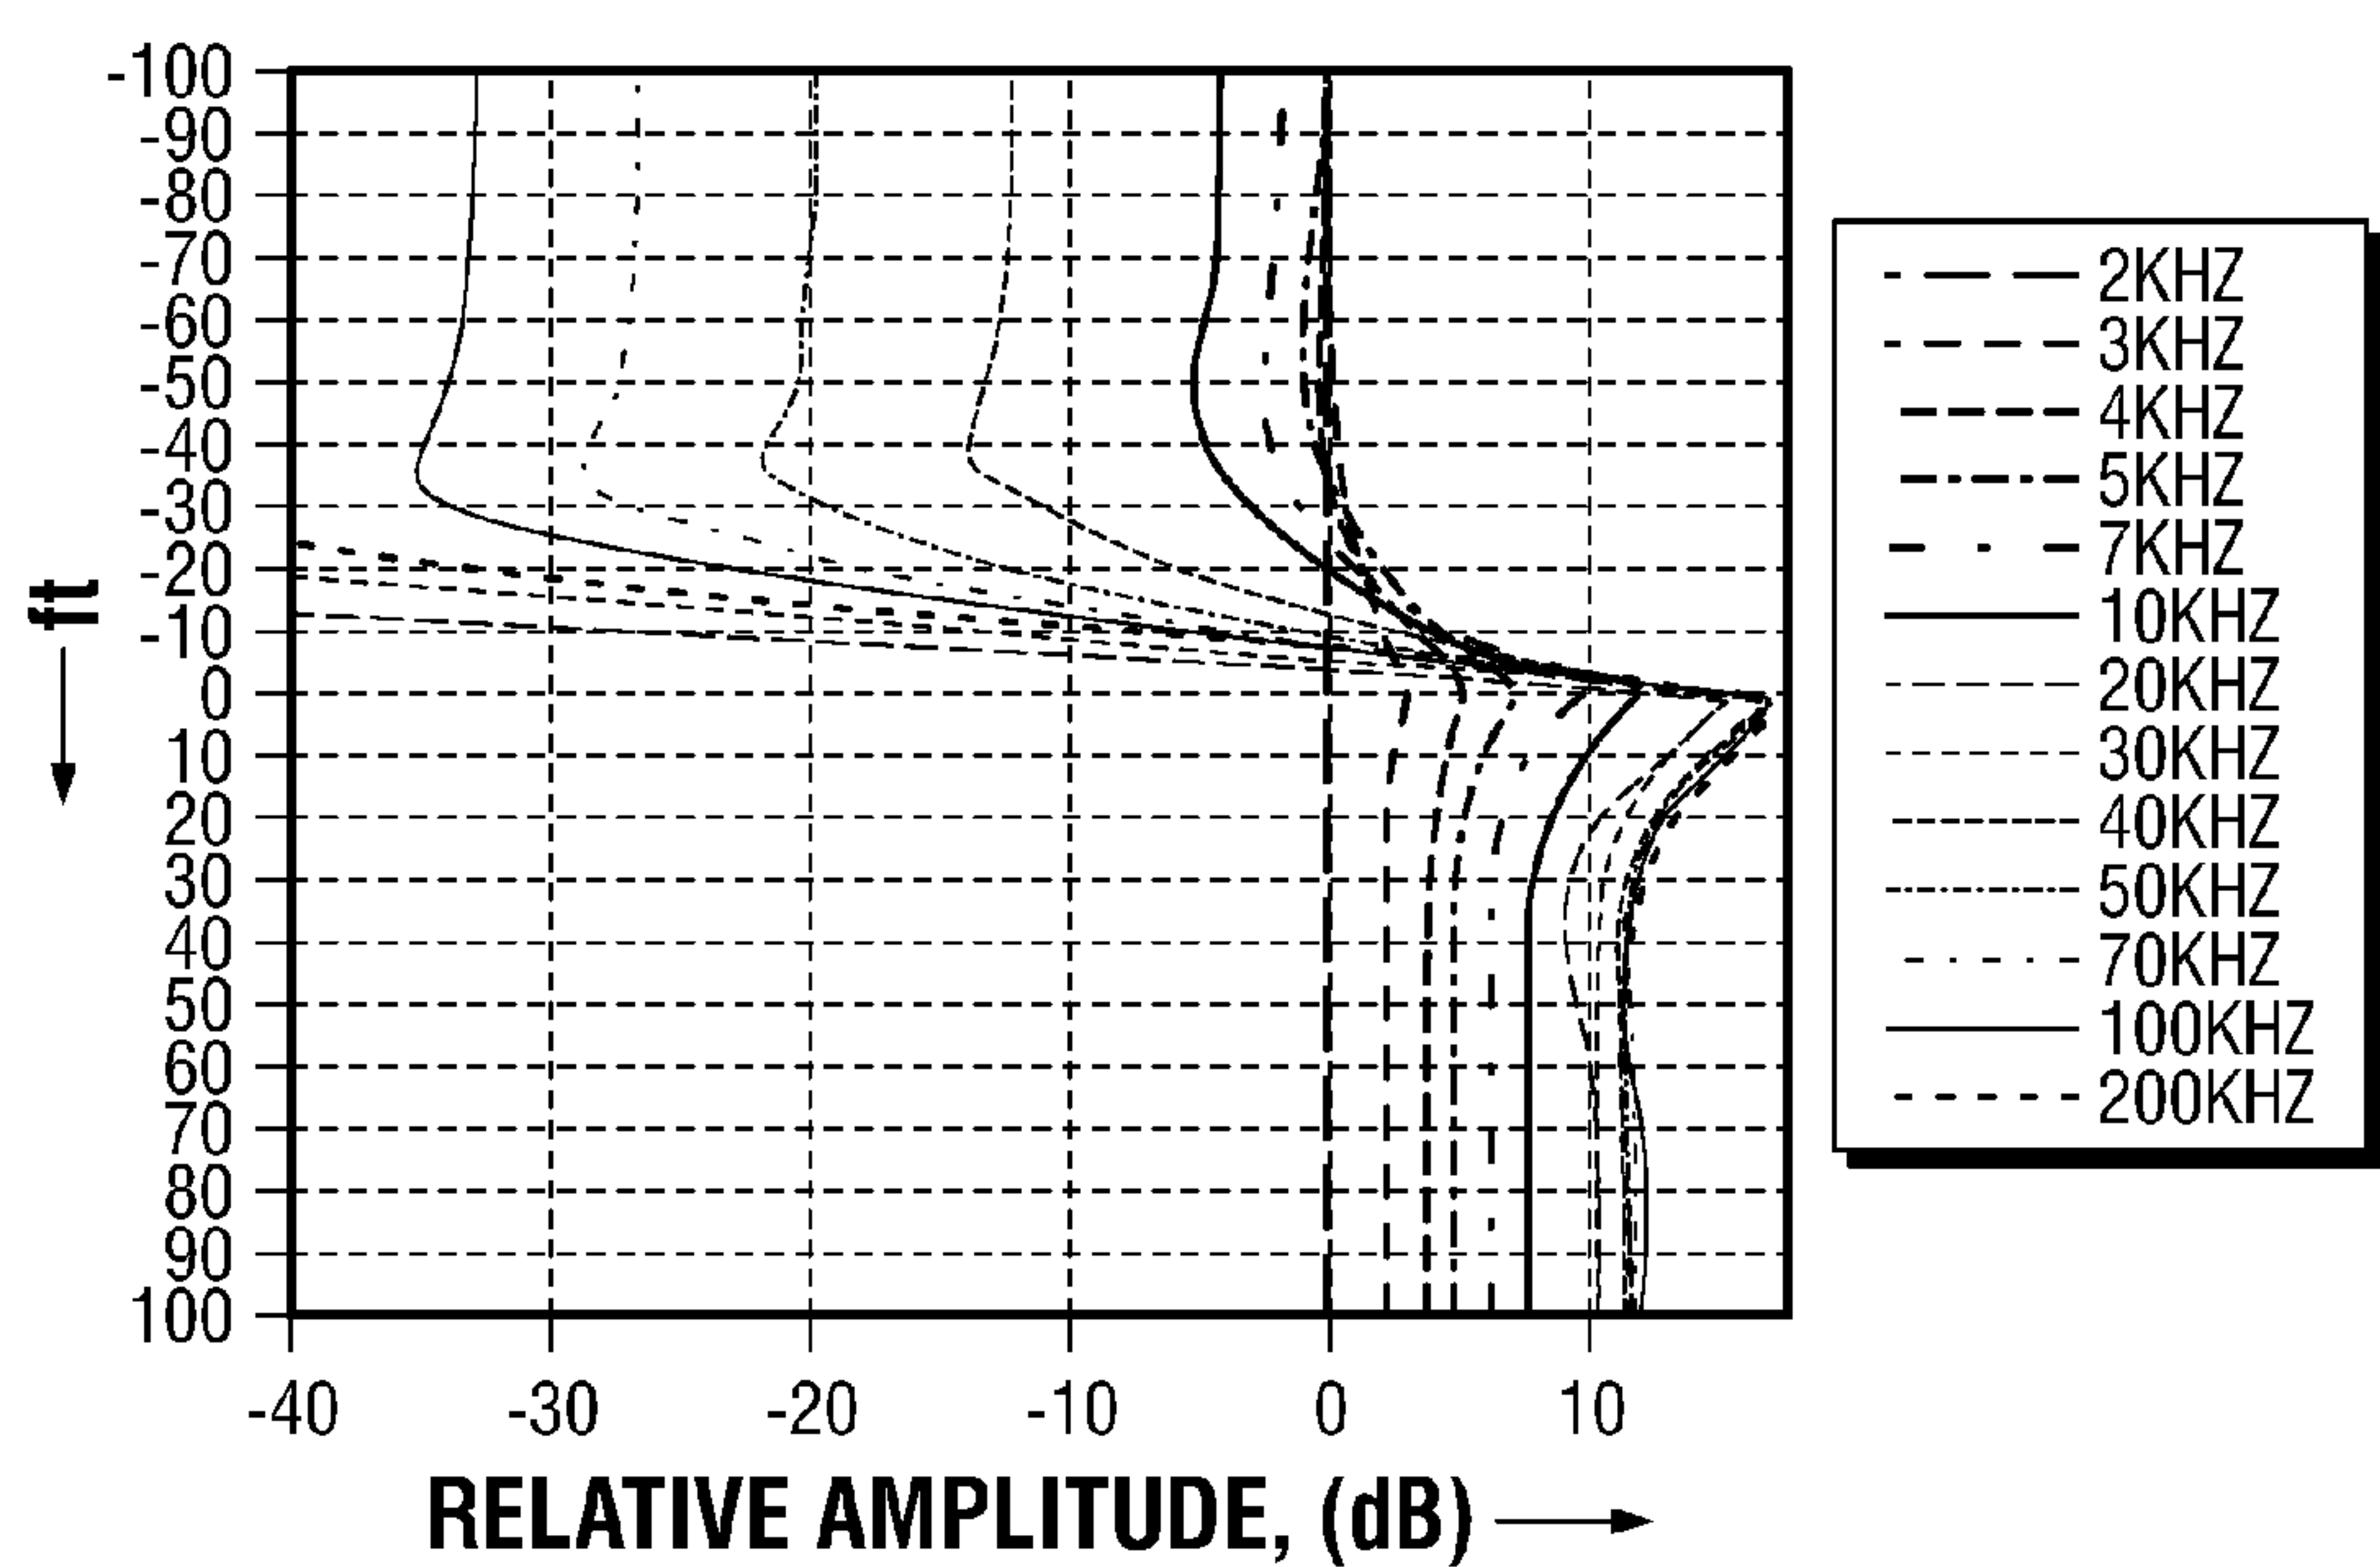 -100
-90
-80
-70
-60
-50
-40
-30
-20
-10
0
10
20
30
40
50
60
70
80
90
100
ft
-40 -30 -20 -10 0 10
RELATIVE AMPLITUDE, (dB)
2KHZ
3KHZ
4KHZ
5KHZ
7KHZ
10KHZ
20KHZ
30KHZ
40KHZ
50KHZ
70KHZ
100KHZ
200KHZ